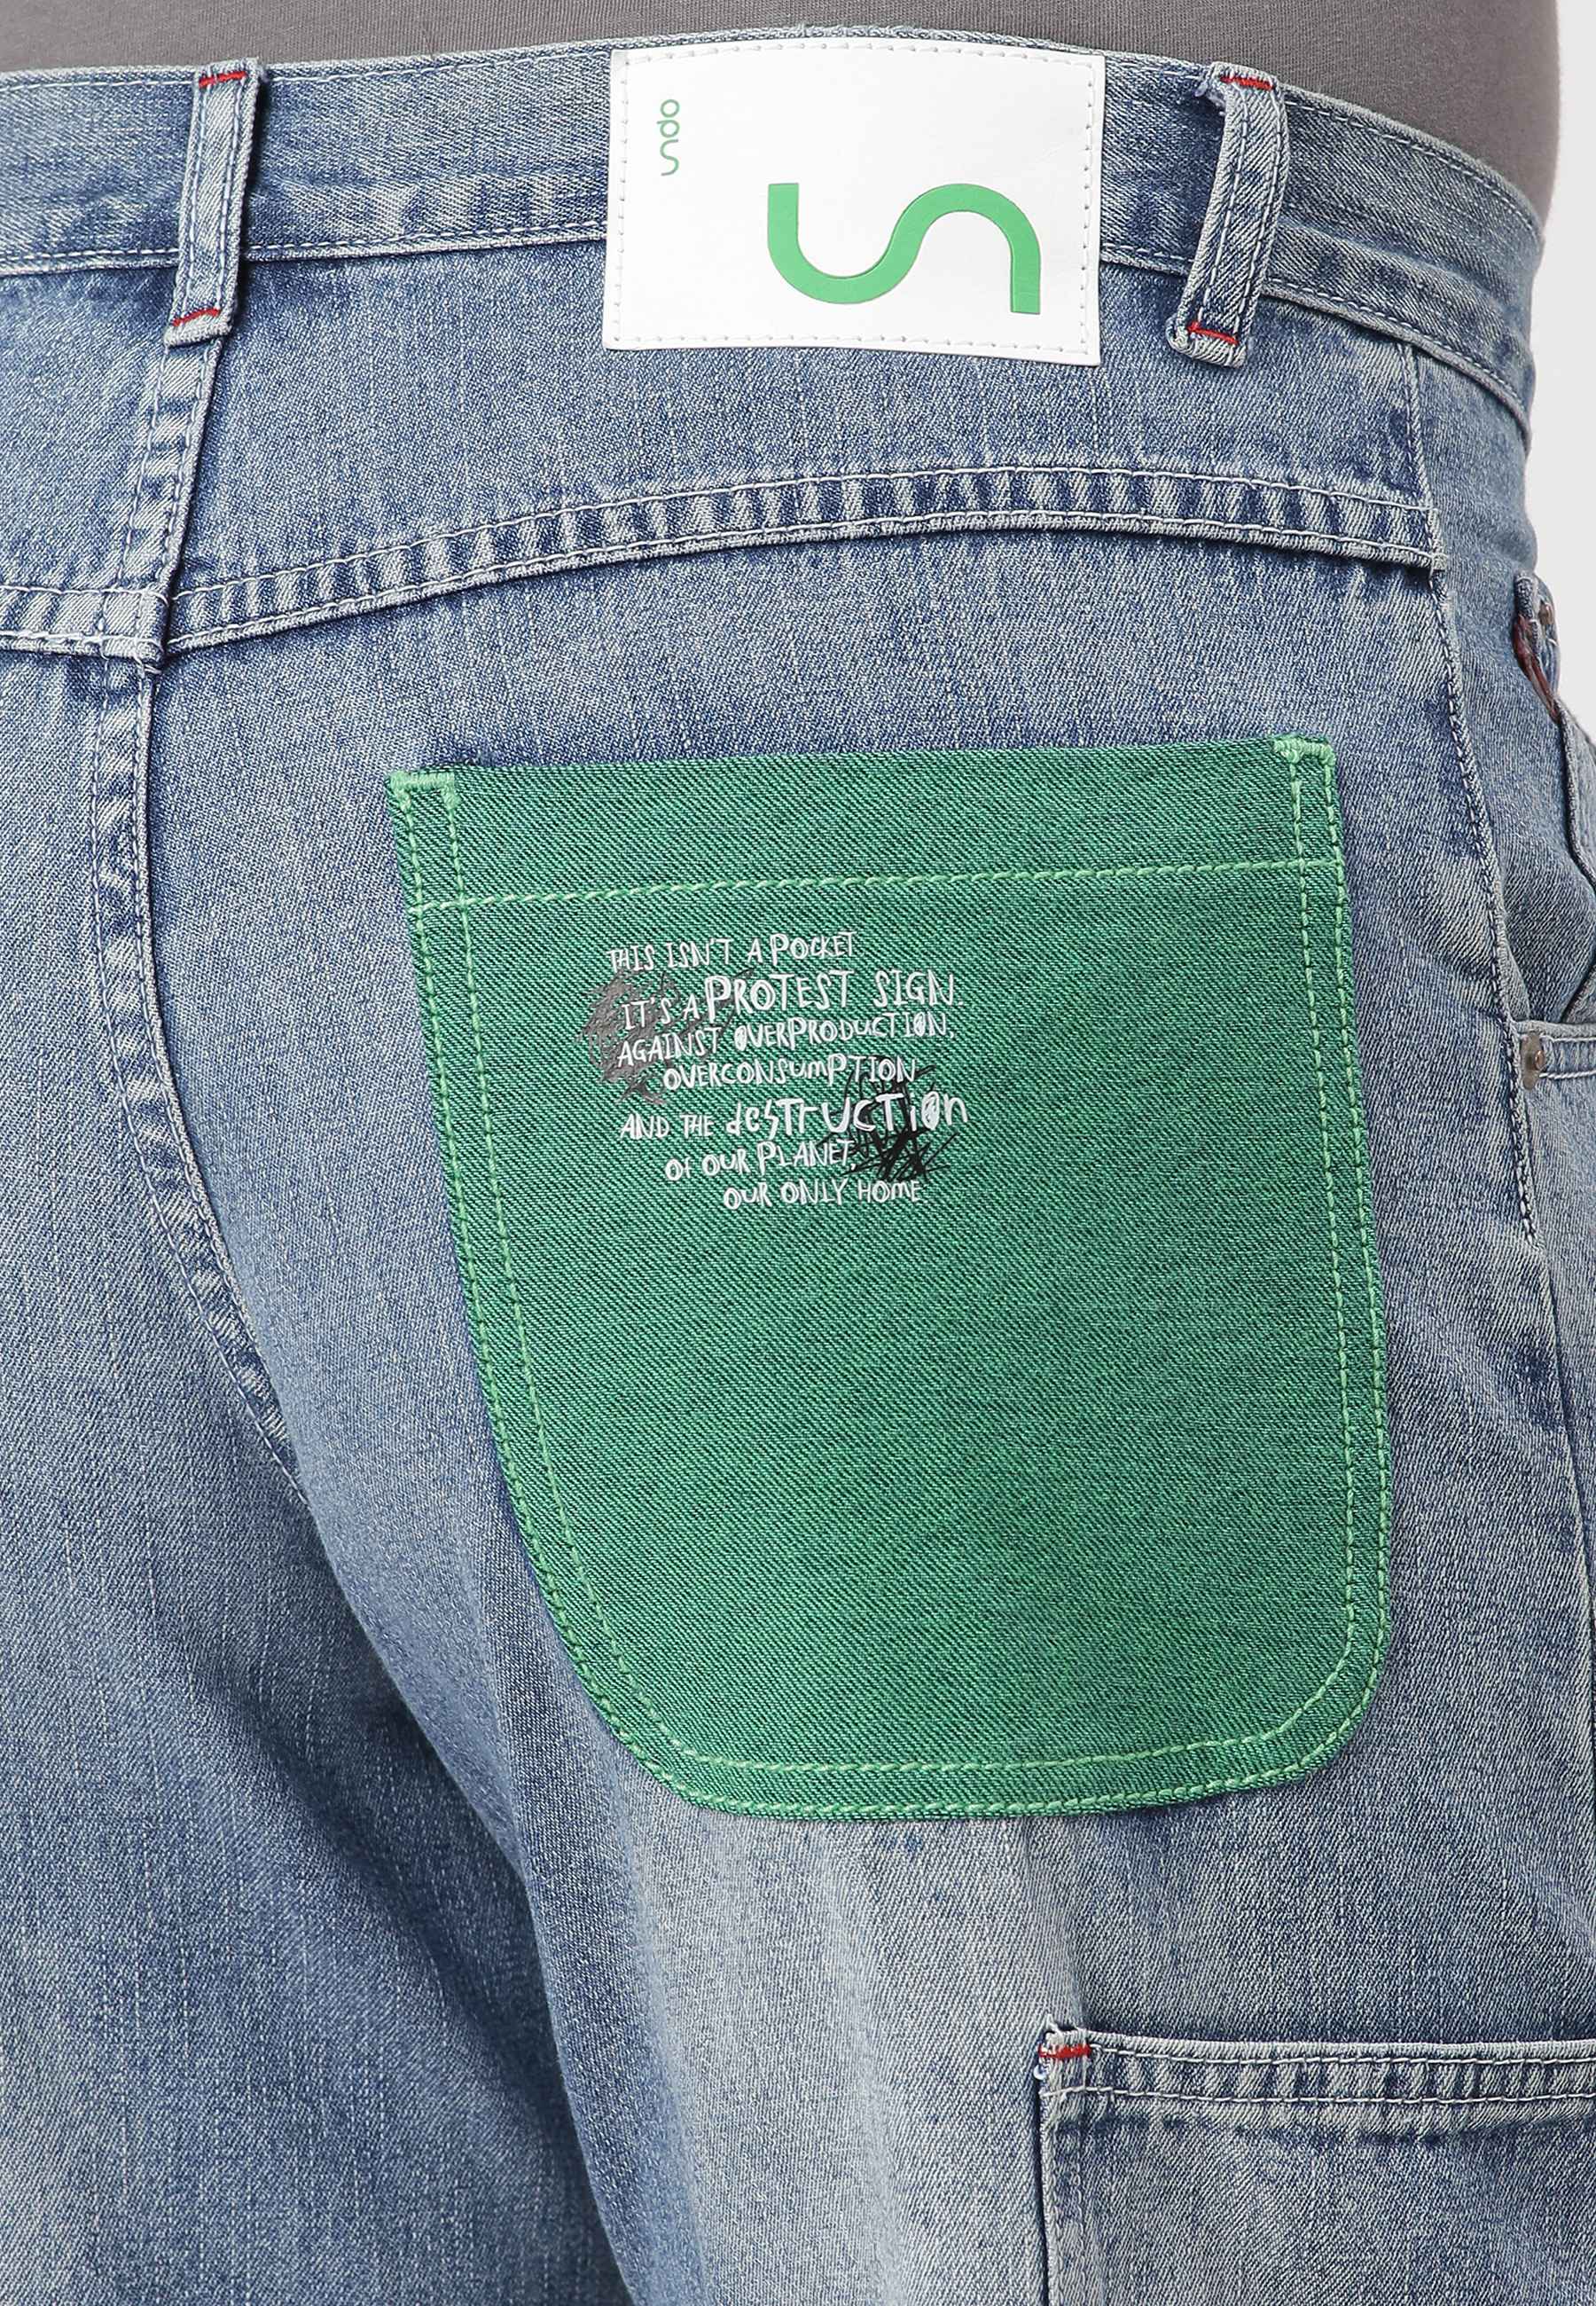 undo
THIS ISN'T A POCKET
IT'S A PROTEST SIGN.
AGAINST OVERPRODUCTION,
OVERCONSUMPTION
AND THE deSTrUCTiON
Of OUR PLANET,
OUR ONLY HOME.